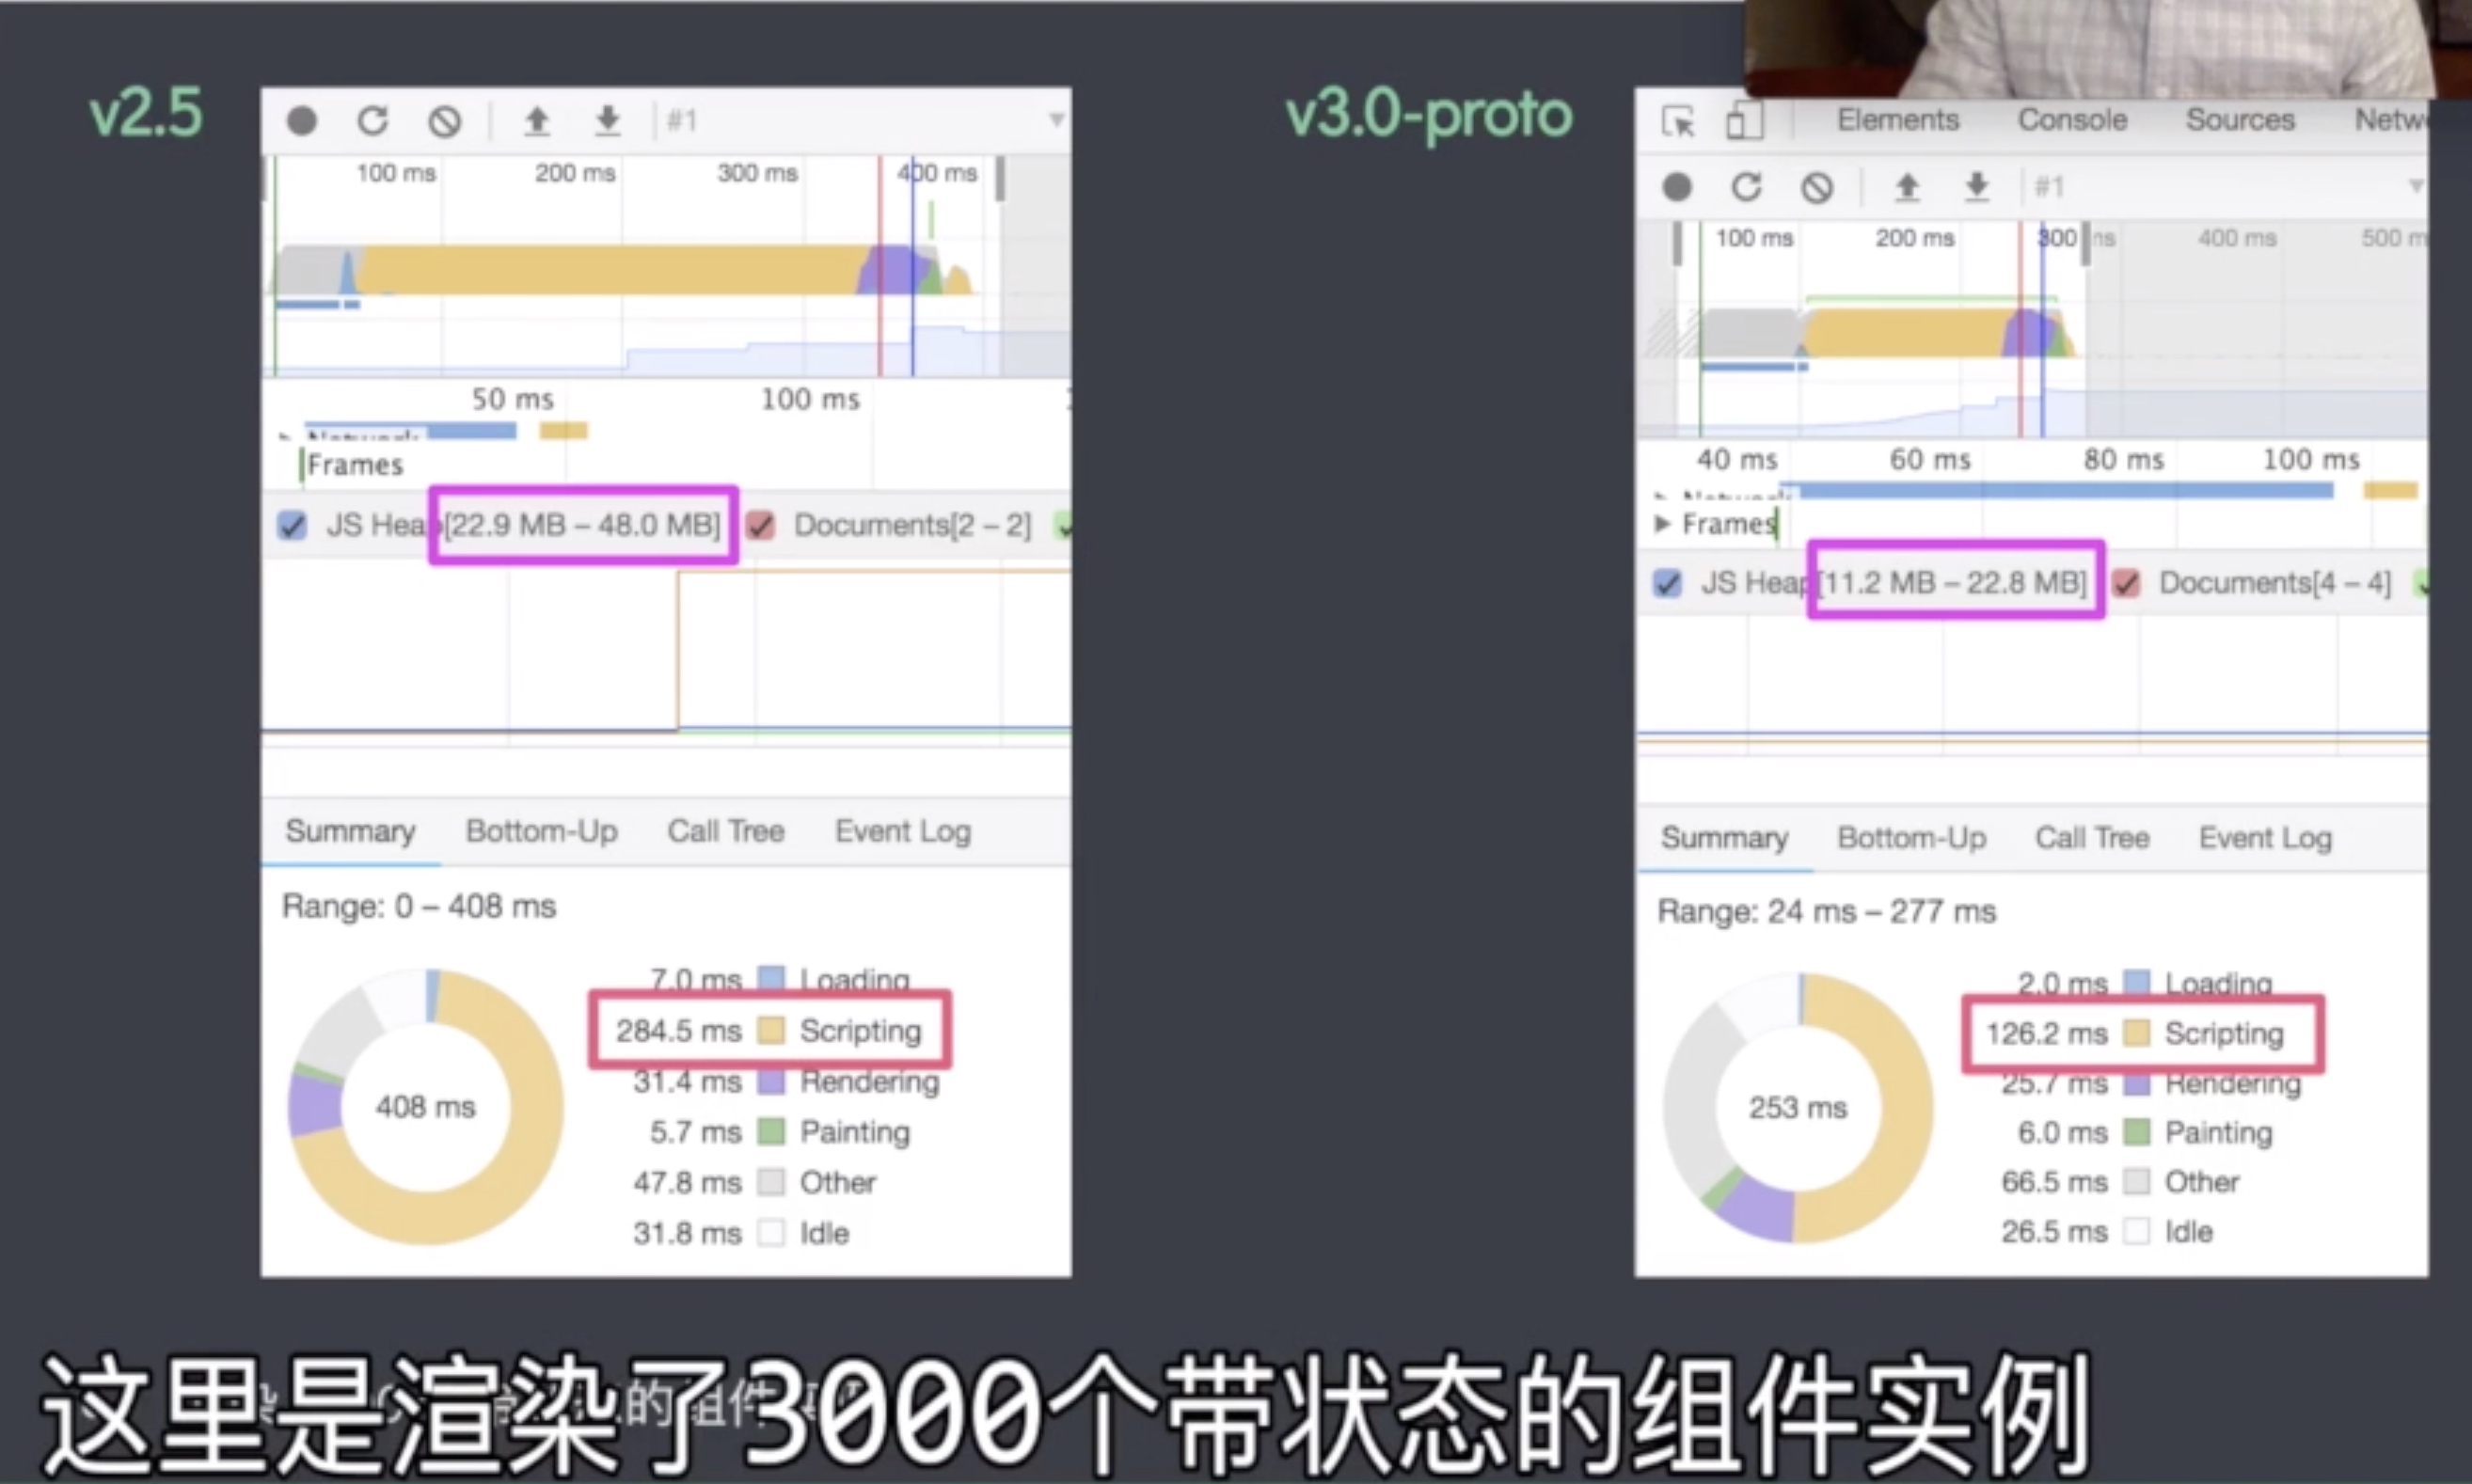 v2.5
#1
100 ms
200 ms
300 ms
400 ms
50 ms
100 ms
Network
Frames
JS Heap[22.9 MB – 48.0 MB]
Documents[2 – 2]
Summary
Bottom-Up
Call Tree
Event Log
Range: 0 – 408 ms
408 ms
7.0 ms Loading
284.5 ms Scripting
31.4 ms Rendering
5.7 ms Painting
47.8 ms Other
31.8 ms Idle
v3.0-proto
Elements
Console
Sources
Netw
#1
100 ms
200 ms
300 ms
400 ms
500 m
40 ms
60 ms
80 ms
100 ms
Network
Frames
JS Heap[11.2 MB – 22.8 MB]
Documents[4 – 4]
Summary
Bottom-Up
Call Tree
Event Log
Range: 24 ms – 277 ms
253 ms
2.0 ms Loading
126.2 ms Scripting
25.7 ms Rendering
6.0 ms Painting
66.5 ms Other
26.5 ms Idle
这里是渲染了3000个带状态的组件实例